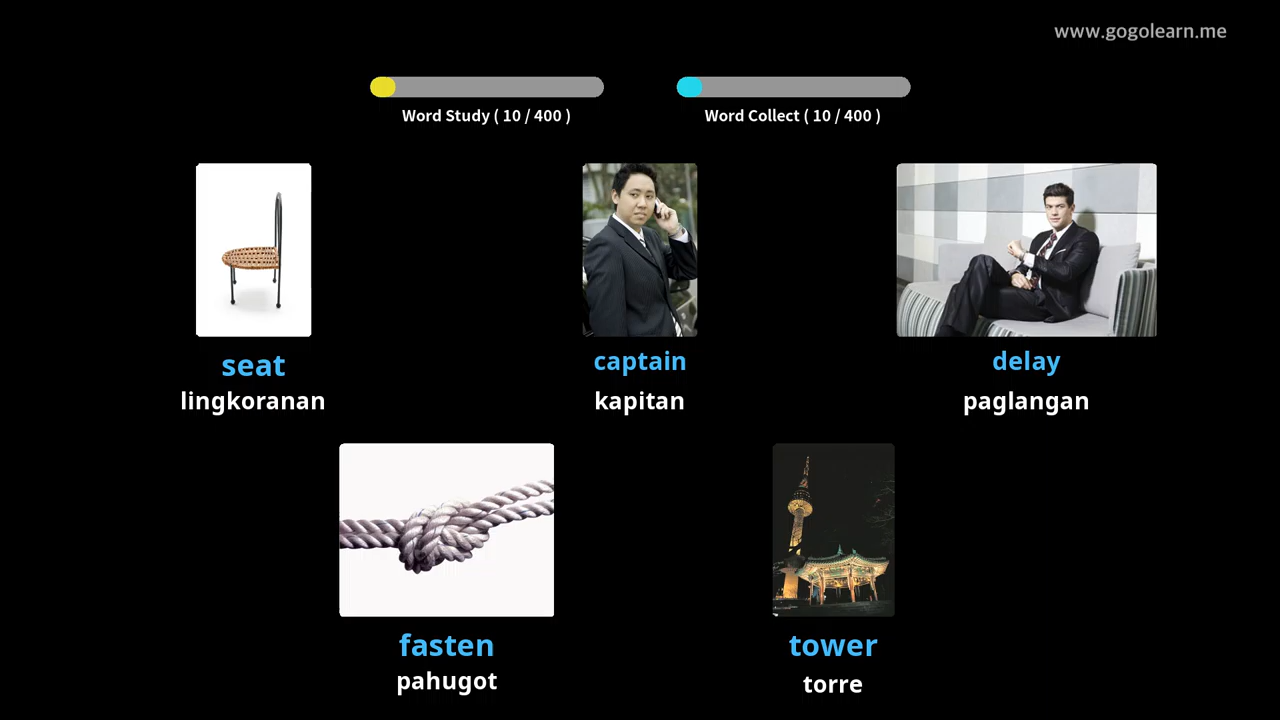 www.gogolearn.me
Word Study ( 10 / 400 )
Word Collect ( 10 / 400 )
seat
lingkoranan
captain
kapitan
delay
paglangan
fasten
pahugot
tower
torre